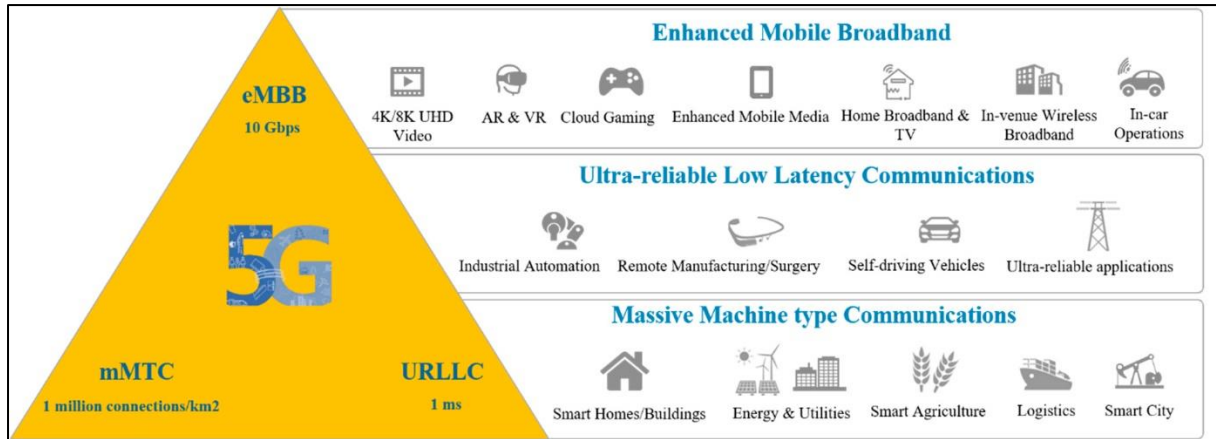 eMBB
10 Gbps
5G
mMTC
1 million connections/km2
URLLC
1 ms
Enhanced Mobile Broadband
4K/8K UHD
Video
AR & VR
Cloud Gaming
Enhanced Mobile Media
Home Broadband &
TV
In-venue Wireless
Broadband
In-car
Operations
Ultra-reliable Low Latency Communications
Industrial Automation
Remote Manufacturing/Surgery
Self-driving Vehicles
Ultra-reliable applications
Massive Machine type Communications
Smart Homes/Buildings
Energy & Utilities
Smart Agriculture
Logistics
Smart City